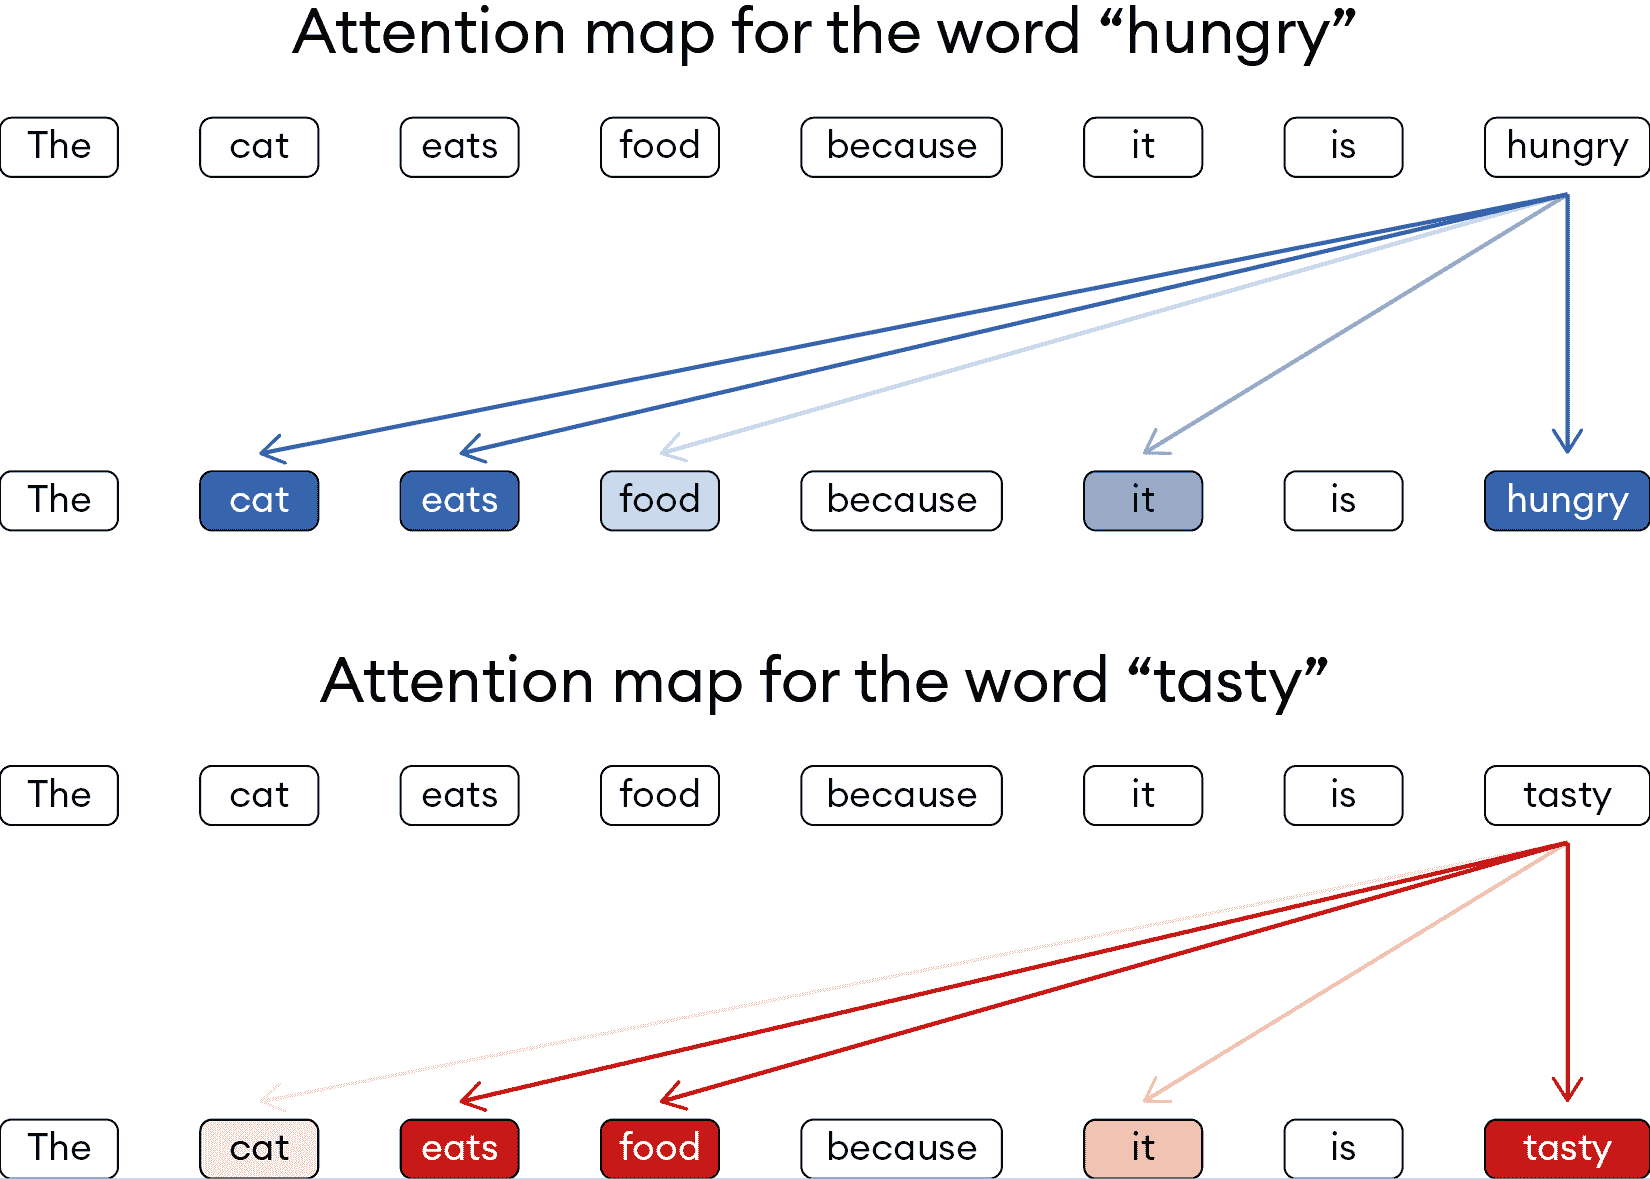 Attention map for the word “hungry”
The cat eats food because it is hungry
The cat eats food because it is hungry
Attention map for the word “tasty”
The cat eats food because it is tasty
The cat eats food because it is tasty